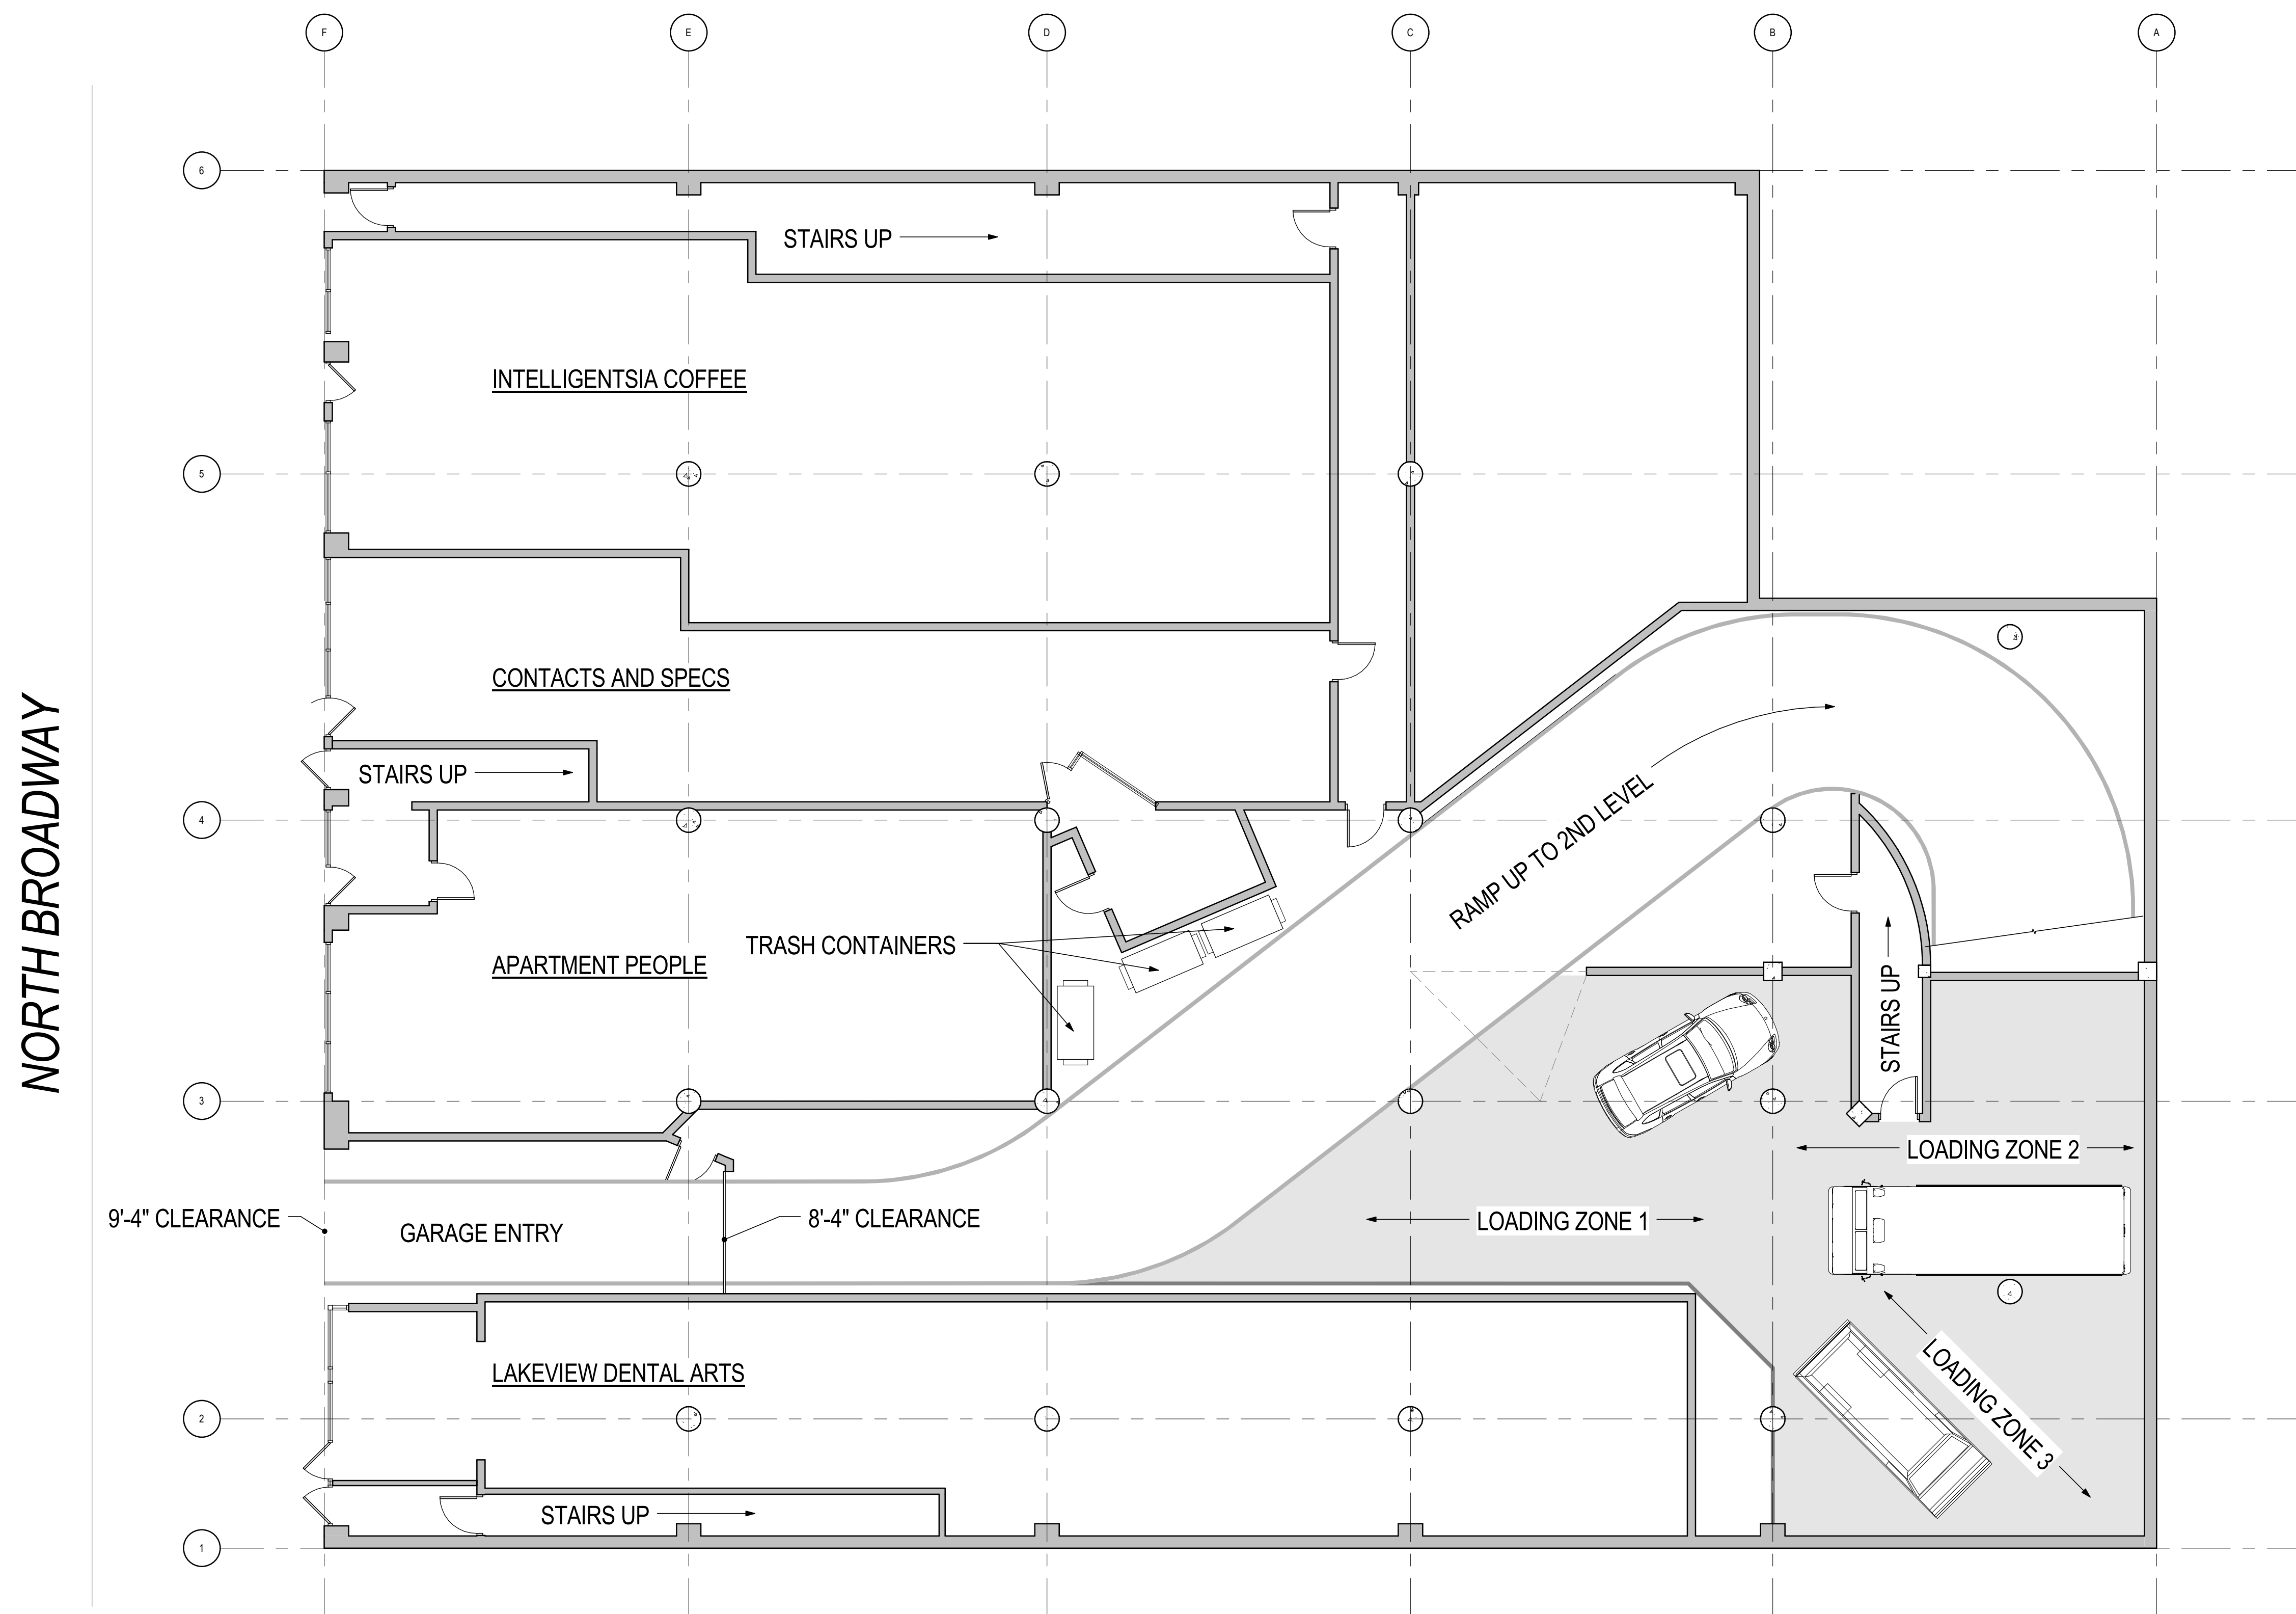 F
E
D
C
B
A
6
STAIRS UP
INTELLIGENTSIA COFFEE
5
CONTACTS AND SPECS
NORTH BROADWAY
STAIRS UP
4
RAMP UP TO 2ND LEVEL
TRASH CONTAINERS
APARTMENT PEOPLE
STAIRS UP
3
LOADING ZONE 2
9'-4" CLEARANCE
GARAGE ENTRY
8'-4" CLEARANCE
LOADING ZONE 1
LAKEVIEW DENTAL ARTS
LOADING ZONE 3
2
STAIRS UP
1